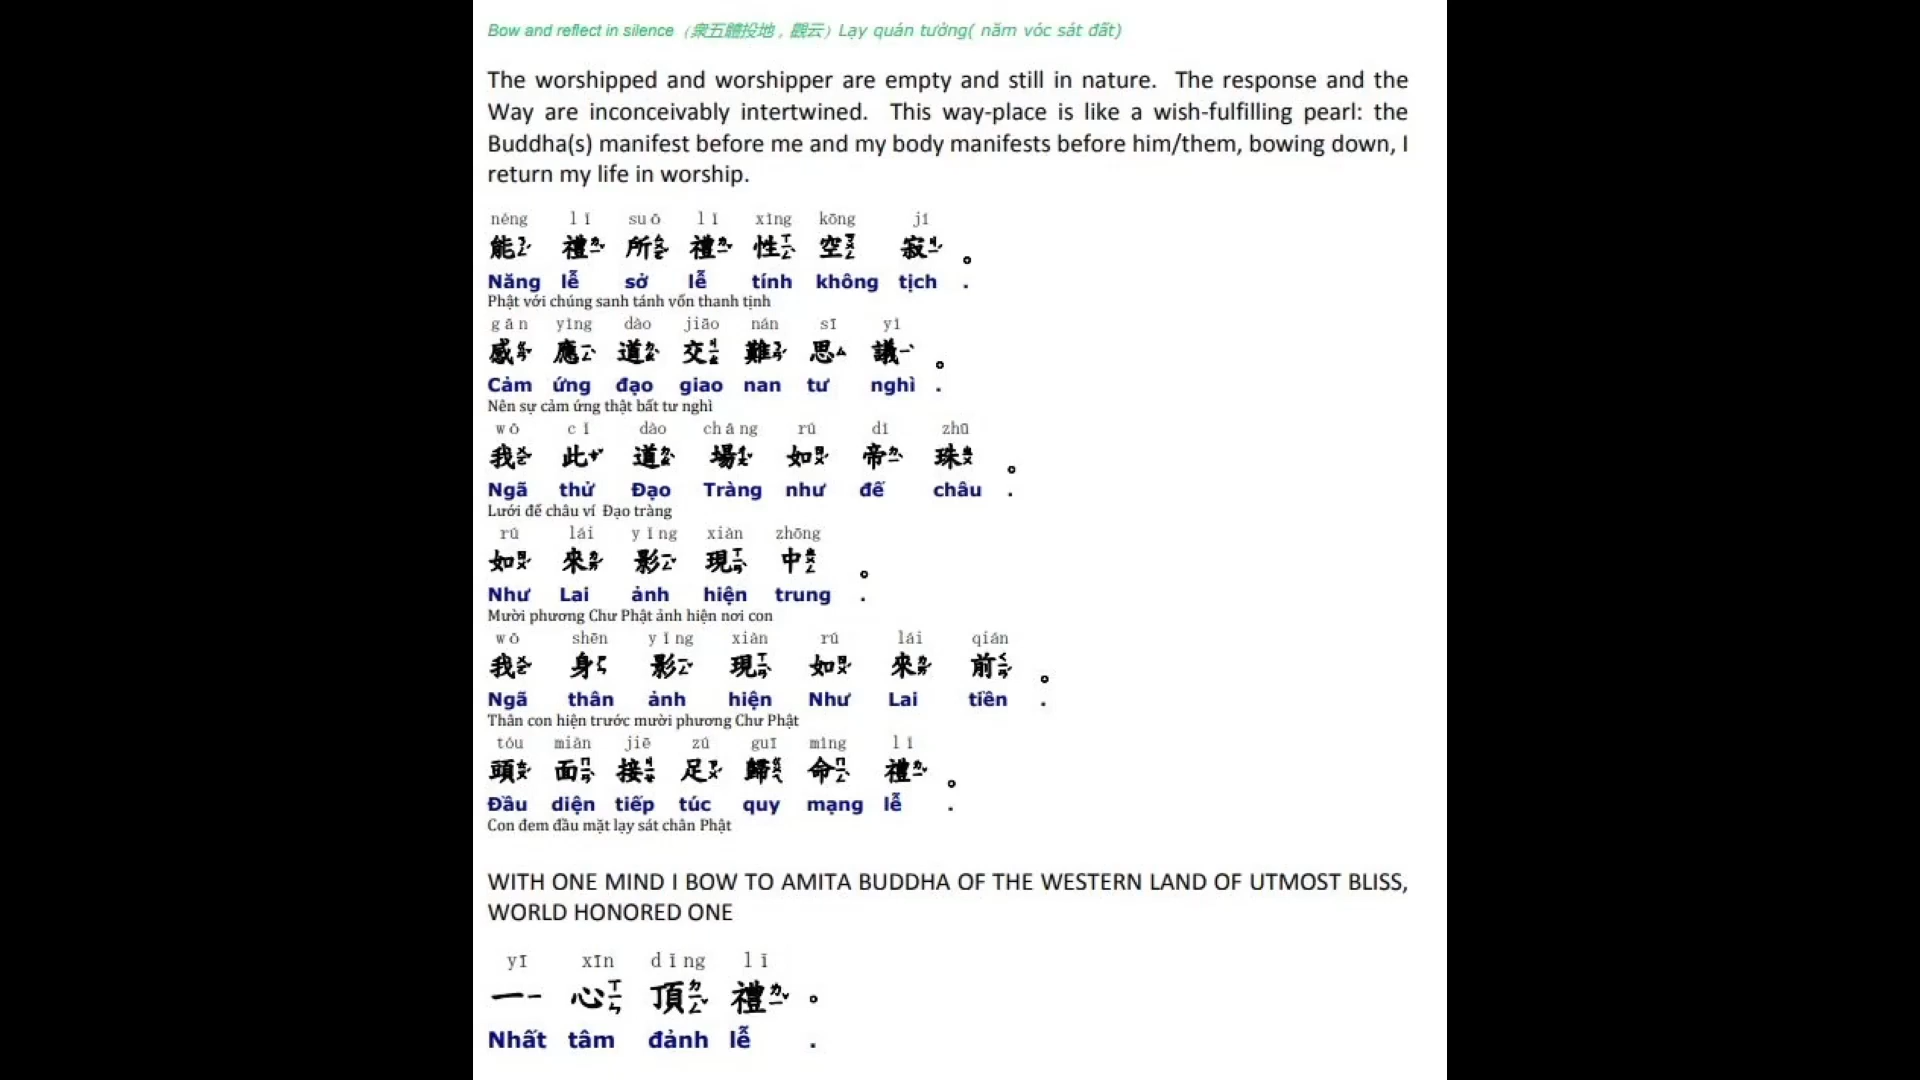 Bow and reflect in silence（衆五體投地，觀云）Lạy quán tưởng( năm vóc sát đất)
The worshipped and worshipper are empty and still in nature. The response and the
Way are inconceivably intertwined. This way-place is like a wish-fulfilling pearl: the
Buddha(s) manifest before me and my body manifests before him/them, bowing down, I
return my life in worship.
néng lǐ suǒ lǐ xìng kōng jí
能 禮 所 禮 性 空 寂 。
Năng lễ sở lễ tính không tịch .
Phật với chúng sanh tánh vốn thanh tịnh
gǎn yìng dào jiāo nán sī yì
感 應 道 交 難 思 議 。
Cảm ứng đạo giao nan tư nghì .
Nên sự cảm ứng thật bất tư nghì
wǒ cǐ dào chǎng rú dì zhū
我 此 道 場 如 帝 珠 。
Ngã thử Đạo Tràng như đế châu .
Lưới đế châu ví Đạo tràng
rú lái yǐng xiàn zhōng
如 來 影 現 中 。
Như Lai ảnh hiện trung .
Mười phương Chư Phật ảnh hiện nơi con
wǒ shēn yǐng xiàn rú lái qián
我 身 影 現 如 來 前 。
Ngã thân ảnh hiện Như Lai tiền .
Thân con hiện trước mười phương Chư Phật
tóu miàn jiē zú guī mìng lǐ
頭 面 接 足 歸 命 禮 。
Đầu diện tiếp túc quy mạng lễ .
Con đem đầu mặt lạy sát chân Phật
WITH ONE MIND I BOW TO AMITA BUDDHA OF THE WESTERN LAND OF UTMOST BLISS,
WORLD HONORED ONE
yī xīn dǐng lǐ
一 心 頂 禮 。
Nhất tâm đảnh lễ .